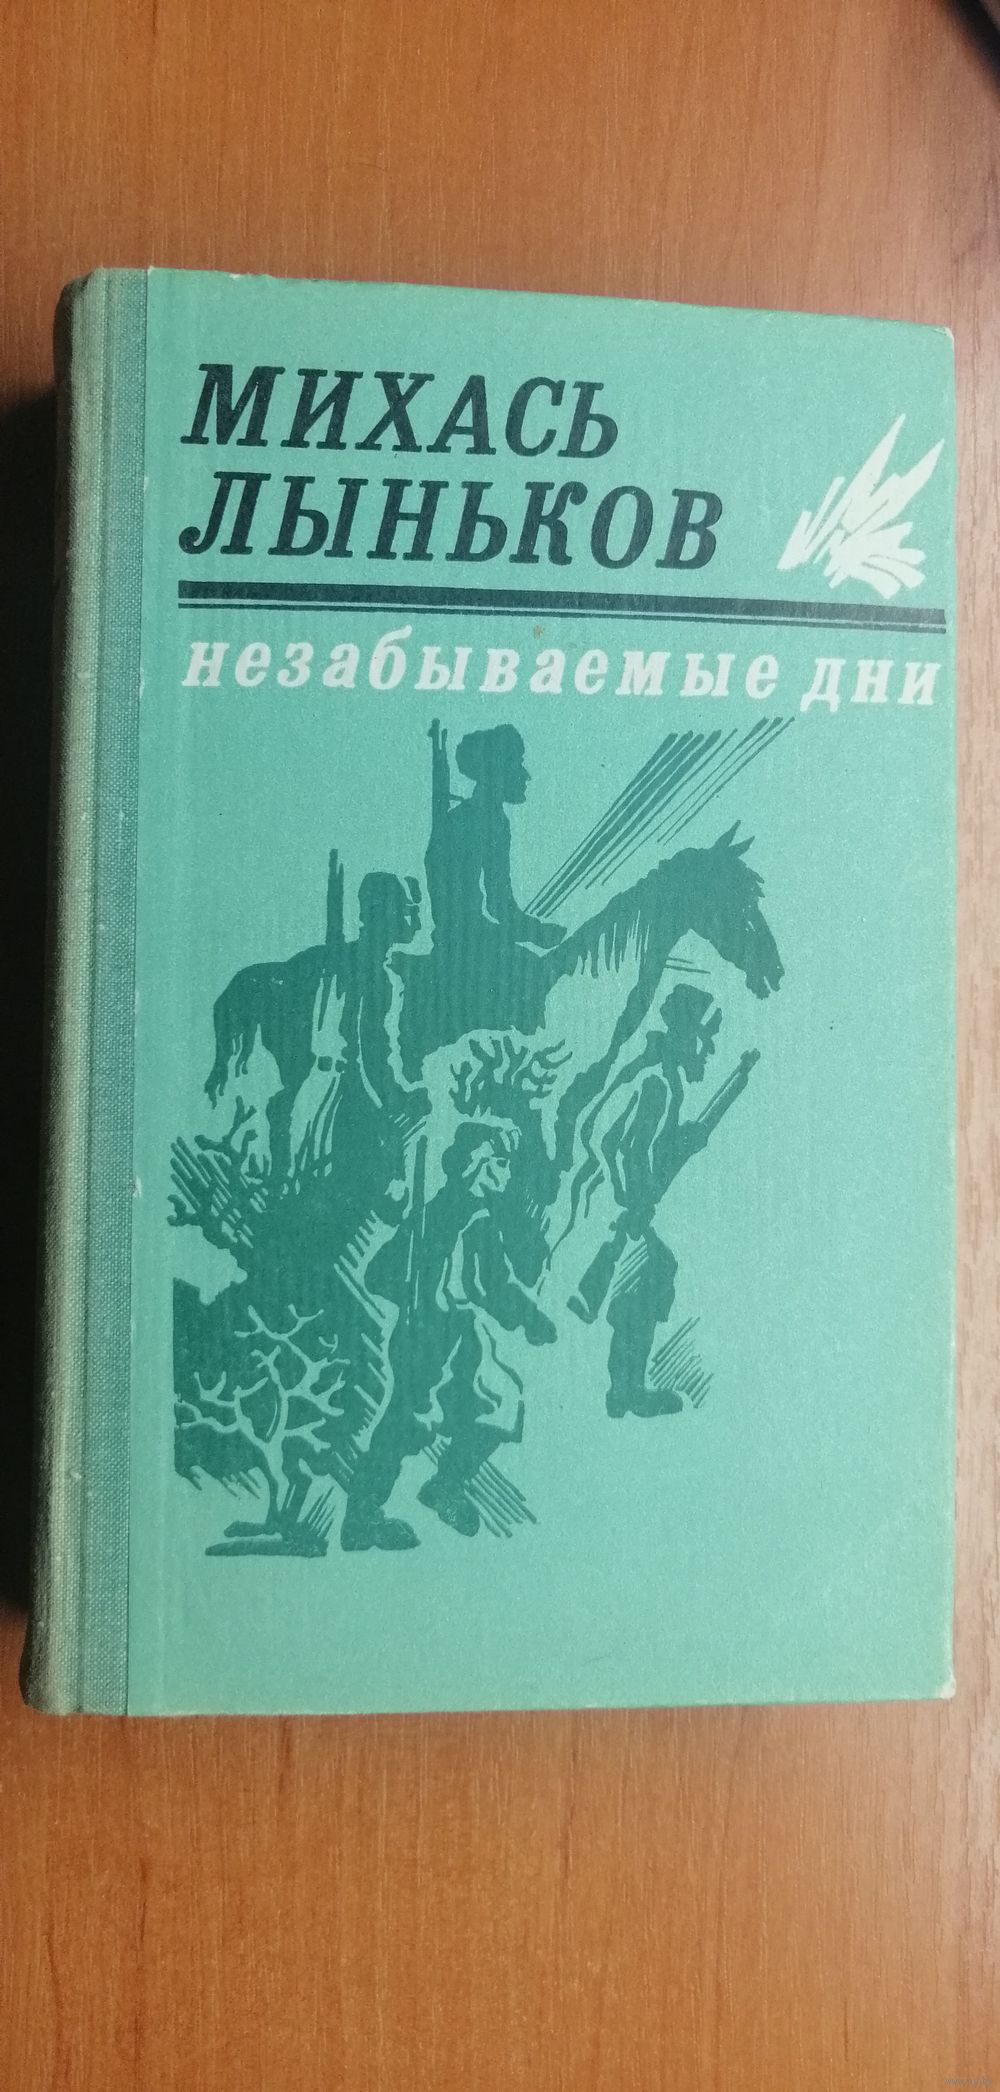 МИХАСЬ
ЛЫНЬКОВ
незабываемые дни